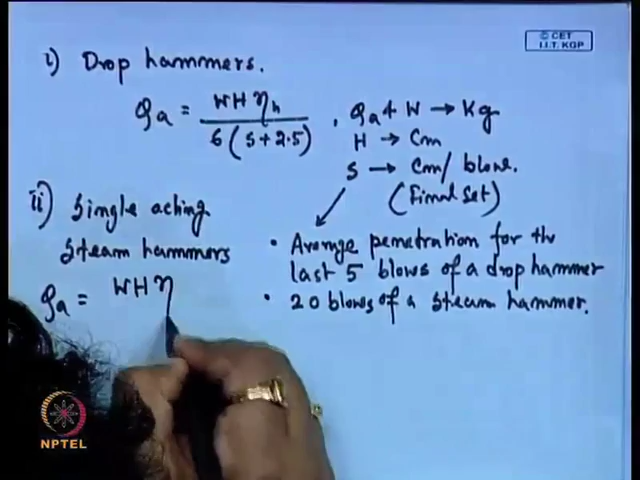 © CET
I.I.T. KGP
i) Drop hammers.
Qa = WHηh / 6(S+2.5) , Qa & W → Kg
H → Cm
S → Cm/blow.
(Final Set)
ii) Single acting
steam hammers
• Average penetration for the
last 5 blows of a drop hammer
• 20 blows of a steam hammer.
Qa = WHη
NPTEL